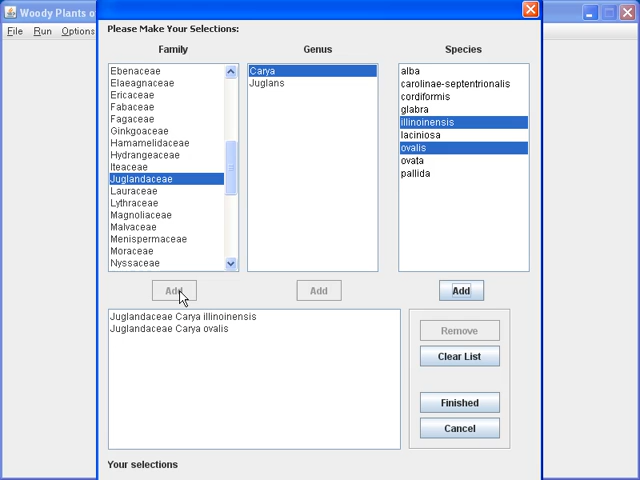 Woody Plants o
File Run Options
Please Make Your Selections:
Family Genus Species
Ebenaceae
Elaeagnaceae
Ericaceae
Fabaceae
Fagaceae
Ginkgoaceae
Hamamelidaceae
Hydrangeaceae
Iteaceae
Juglandaceae
Lauraceae
Lythraceae
Magnoliaceae
Malvaceae
Menispermaceae
Moraceae
Nyssaceae
Carya
Juglans
alba
carolinae-septentrionalis
cordiformis
glabra
illinoinensis
laciniosa
ovalis
ovata
pallida
Add Add Add
Juglandaceae Carya illinoinensis
Juglandaceae Carya ovalis
Remove
Clear List
Finished
Cancel
Your selections